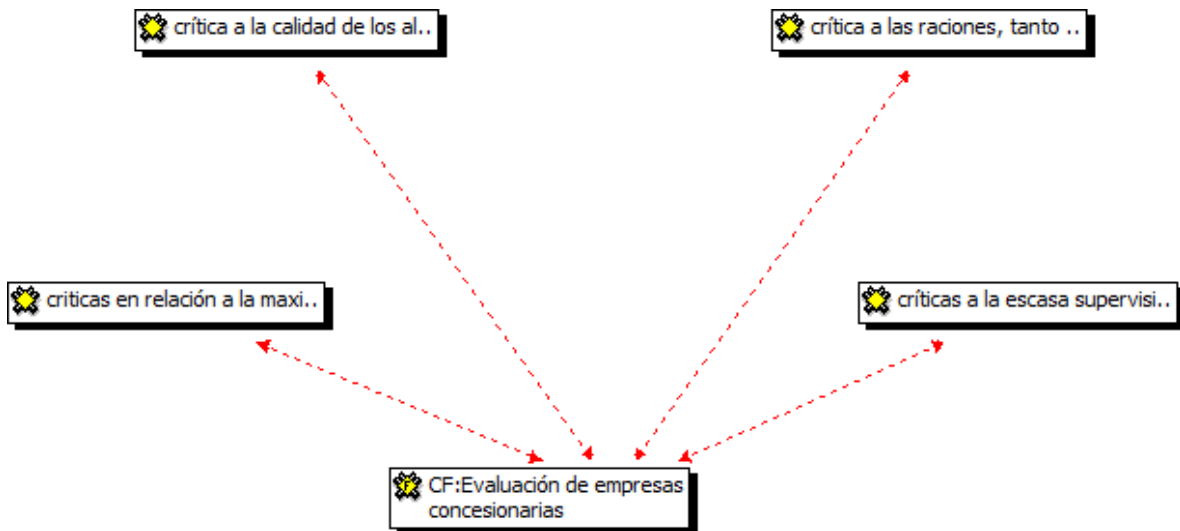 crítica a la calidad de los al..
crítica a las raciones, tanto ..
criticas en relación a la maxi..
críticas a la escasa supervisi..
CF:Evaluación de empresas
concesionarias